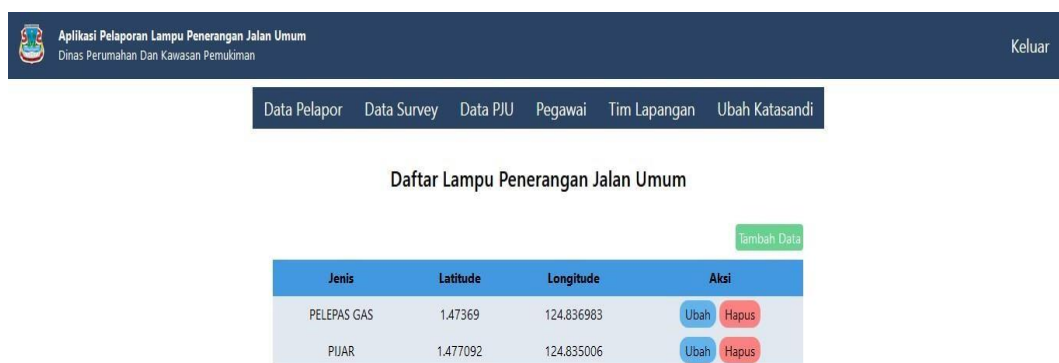 Aplikasi Pelaporan Lampu Penerangan Jalan Umum
Dinas Perumahan Dan Kawasan Pemukiman
Keluar
Data Pelapor Data Survey Data PJU Pegawai Tim Lapangan Ubah Katasandi
Daftar Lampu Penerangan Jalan Umum
Tambah Data
Jenis Latitude Longitude Aksi
PELEPAS GAS 1.47369 124.836983 Ubah Hapus
PIJAR 1.477092 124.835006 Ubah Hapus